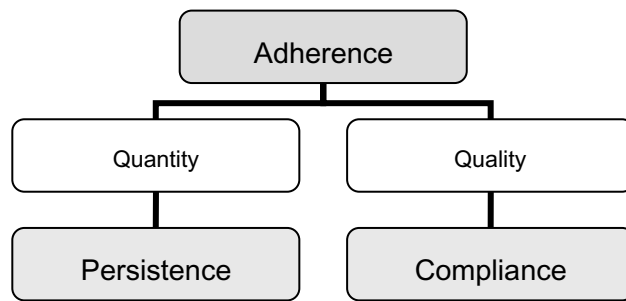 Adherence
Quantity
Quality
Persistence
Compliance